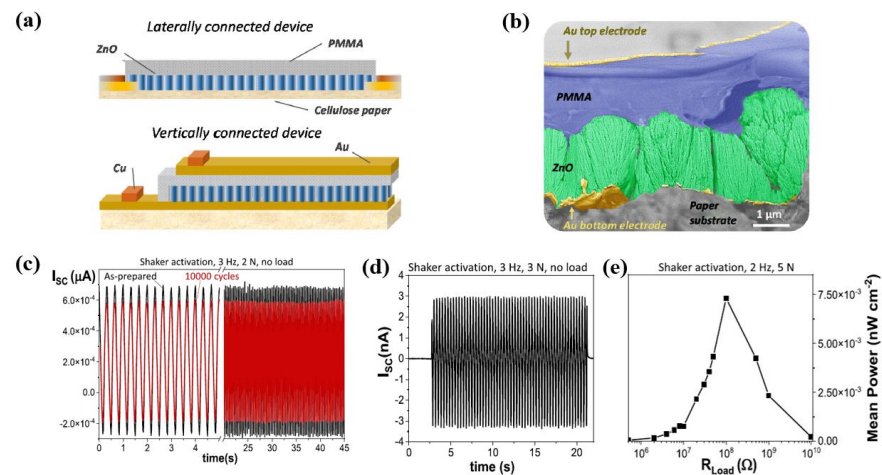 (a)
Laterally connected device
ZnO
PMMA
Cellulose paper
Vertically connected device
Au
Cu
(b)
Au top electrode
PMMA
ZnO
Paper
substrate
Au bottom electrode
1 μm
(c)
Shaker activation, 3 Hz, 2 N, no load
I_SC (μA)
As-prepared
10000 cycles
6.0×10⁻⁴
4.0×10⁻⁴
2.0×10⁻⁴
0.0
-2.0×10⁻⁴
0 1 2 3 4 25 30 35 40 45
time(s)
(d)
Shaker activation, 3 Hz, 3 N, no load
I_SC(nA)
4
3
2
1
0
-1
-2
-3
-4
0 5 10 15 20
time (s)
(e)
Shaker activation, 2 Hz, 5 N
7.50×10⁻³
5.00×10⁻³
2.50×10⁻³
0.000
Mean Power (nW cm⁻²)
10⁶ 10⁷ 10⁸ 10⁹ 10¹⁰
R_Load (Ω)